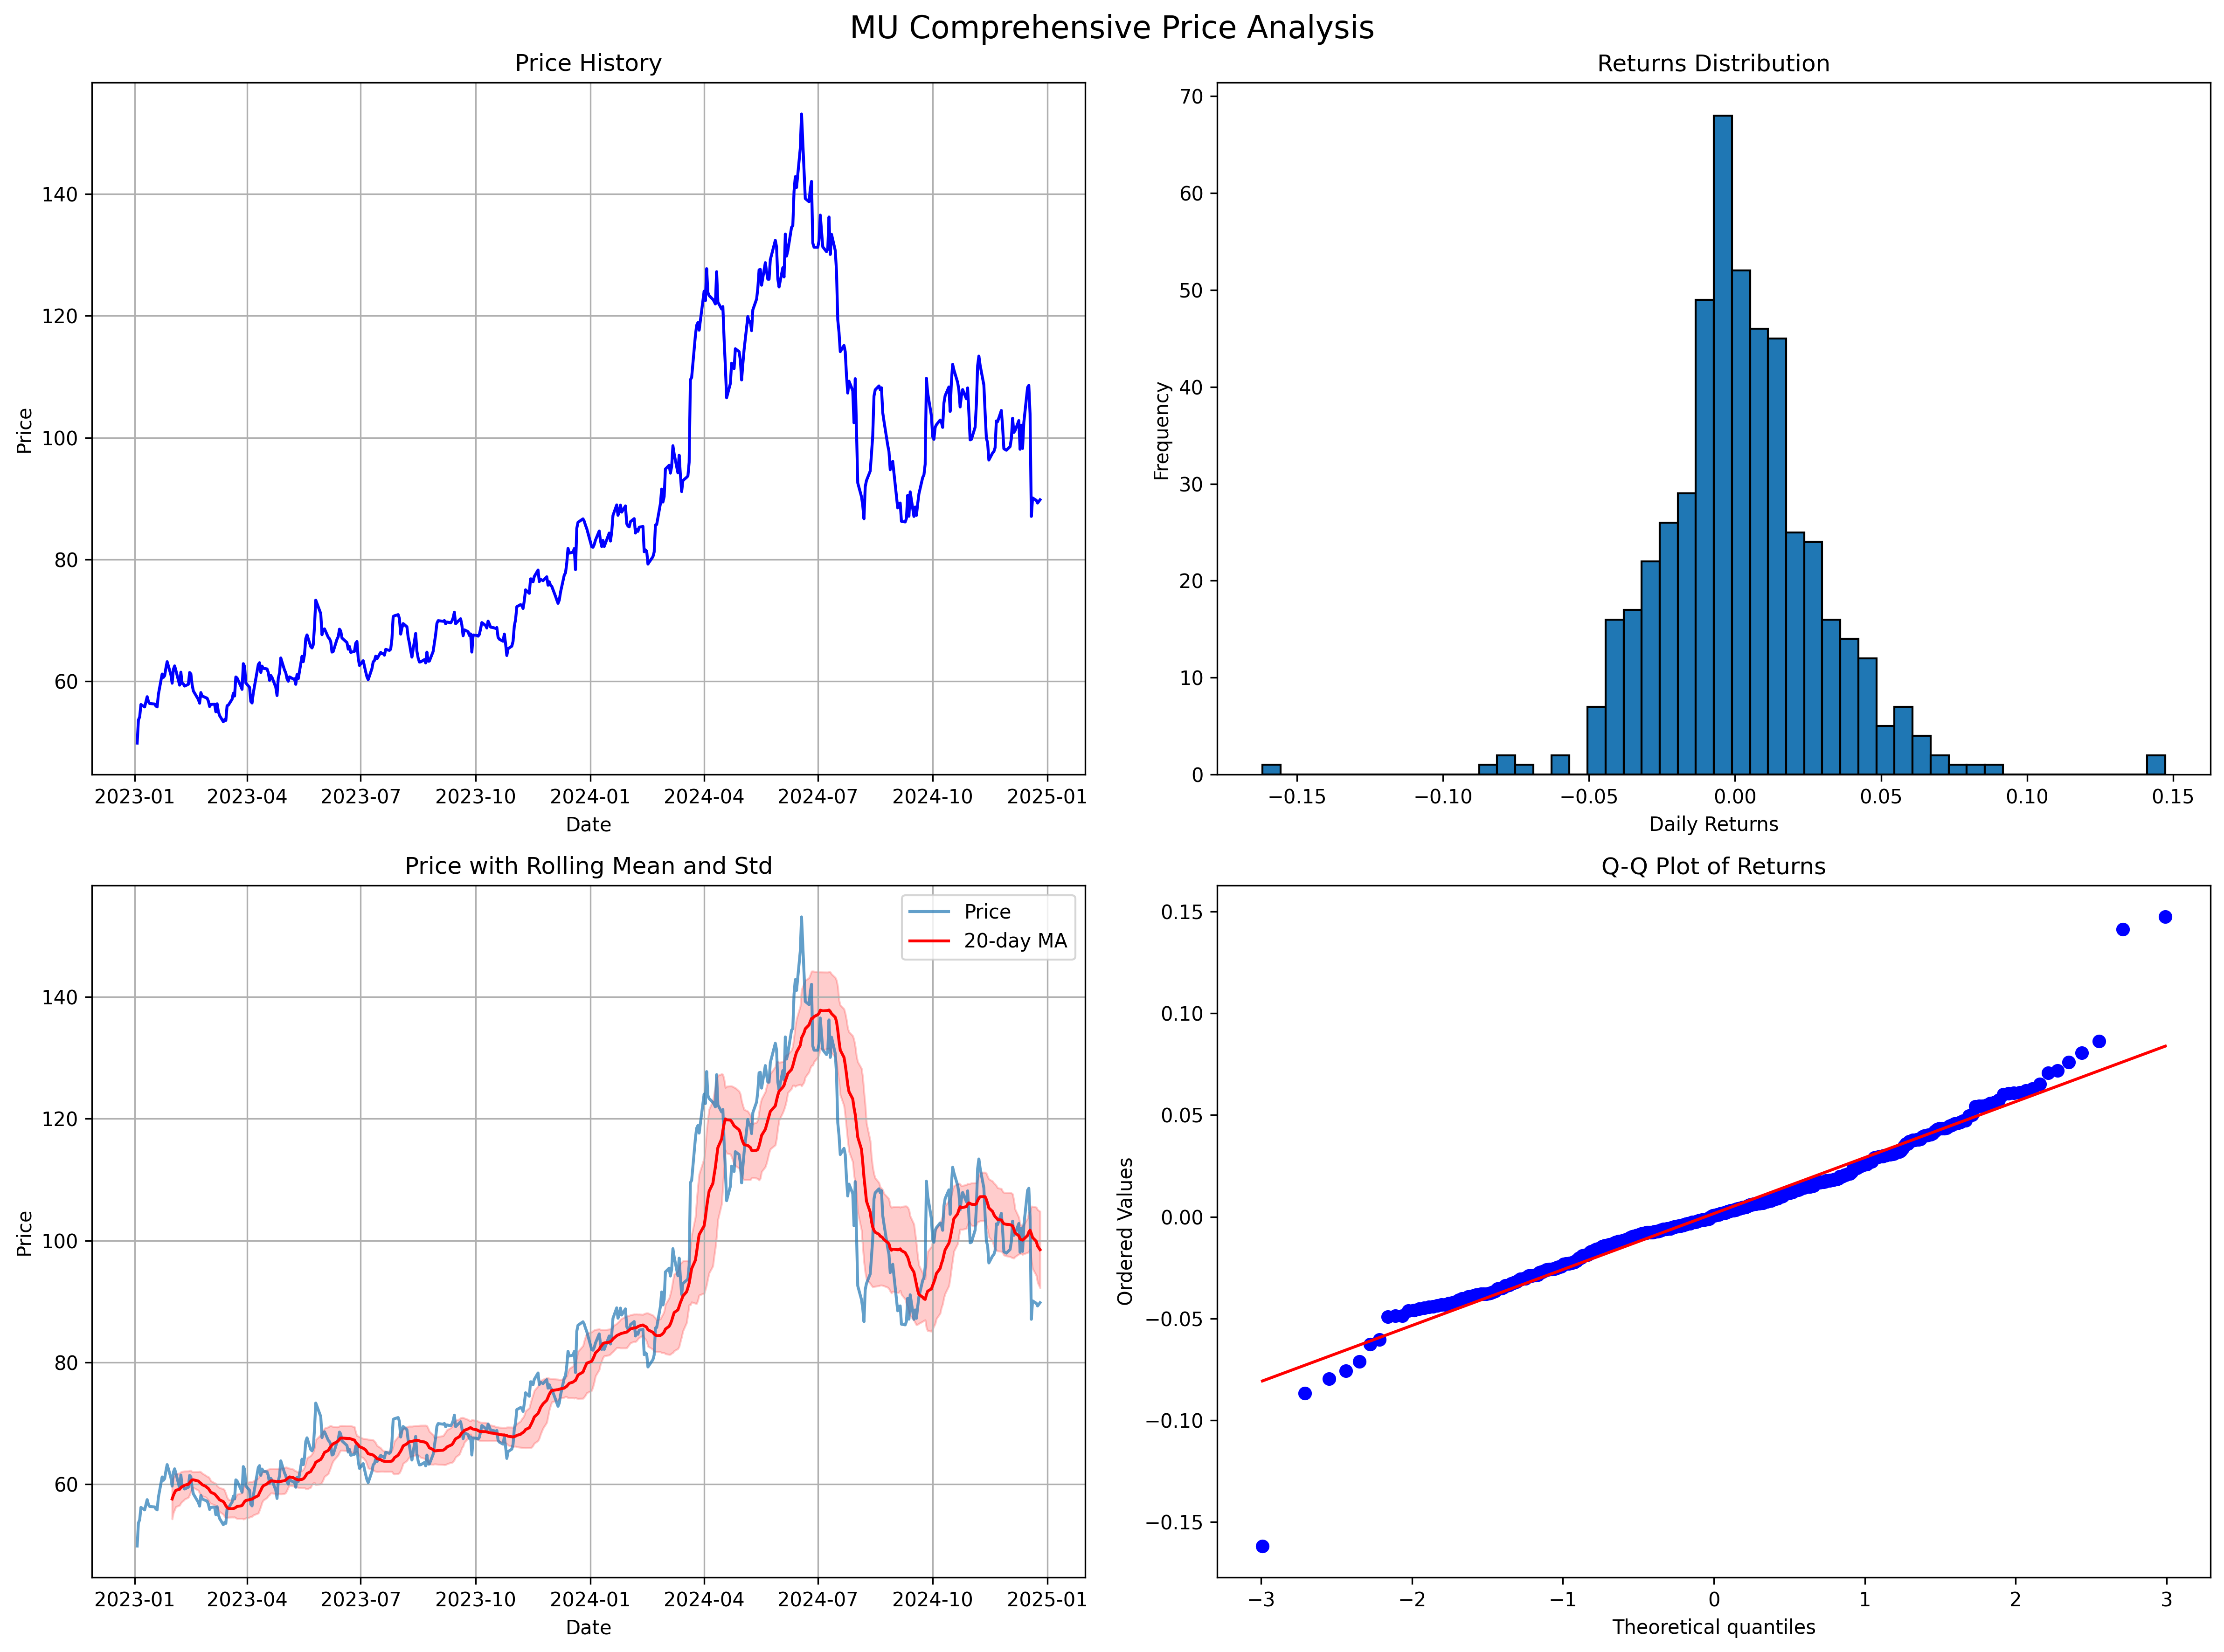 MU Comprehensive Price Analysis
Price History
140
120
100
80
60
Price
2023-01 2023-04 2023-07 2023-10 2024-01 2024-04 2024-07 2024-10 2025-01
Date
Returns Distribution
70
60
50
40
30
20
10
0
Frequency
−0.15 −0.10 −0.05 0.00 0.05 0.10 0.15
Daily Returns
Price with Rolling Mean and Std
Price
20-day MA
140
120
100
80
60
Price
2023-01 2023-04 2023-07 2023-10 2024-01 2024-04 2024-07 2024-10 2025-01
Date
Q-Q Plot of Returns
0.15
0.10
0.05
0.00
−0.05
−0.10
−0.15
Ordered Values
−3 −2 −1 0 1 2 3
Theoretical quantiles